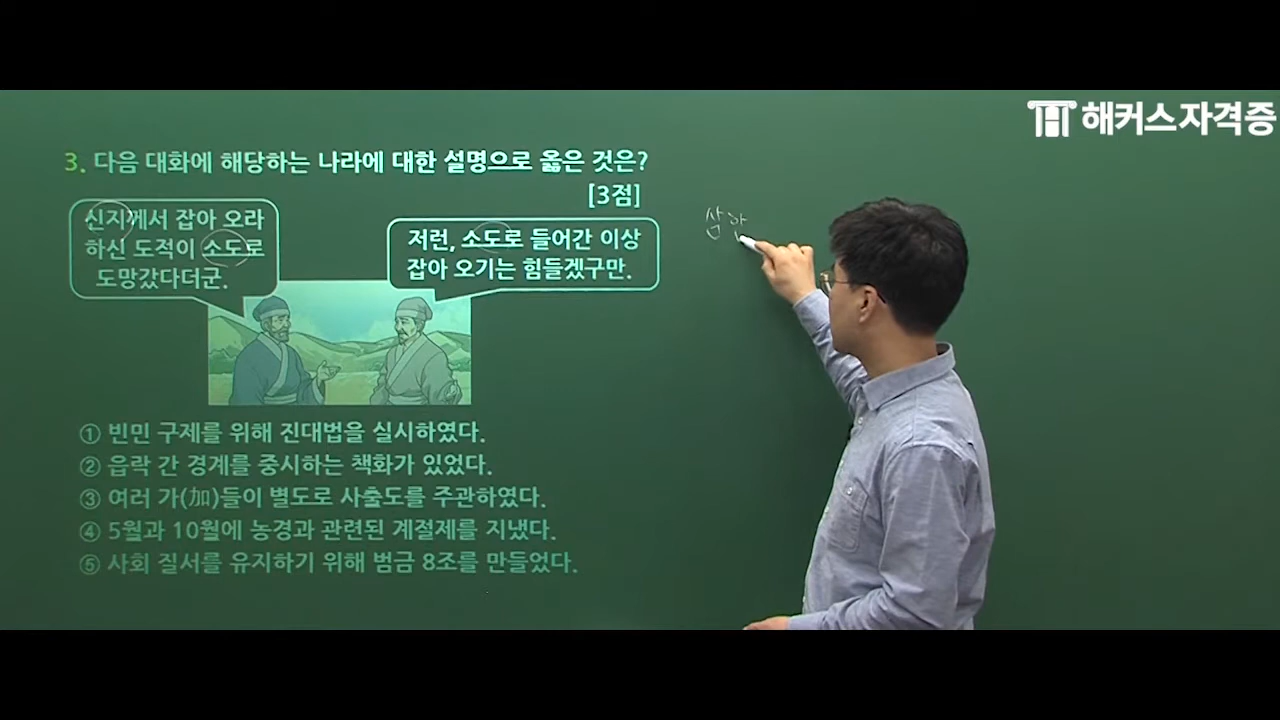 해커스자격증
3. 다음 대화에 해당하는 나라에 대한 설명으로 옳은 것은?
[3점]
신지께서 잡아 오라
하신 도적이 소도로
도망갔다더군.
저런, 소도로 들어간 이상
잡아 오기는 힘들겠구만.
삼한
① 빈민 구제를 위해 진대법을 실시하였다.
② 읍락 간 경계를 중시하는 책화가 있었다.
③ 여러 가(加)들이 별도로 사출도를 주관하였다.
④ 5월과 10월에 농경과 관련된 계절제를 지냈다.
⑤ 사회 질서를 유지하기 위해 범금 8조를 만들었다.